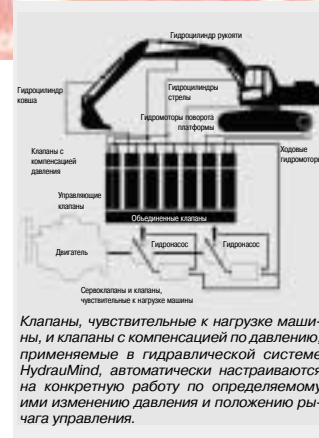 Гидроцилиндр рукояти
Гидроцилиндр
ковша
Гидроцилиндры
стрелы
Гидромоторы поворота
платформы
Клапаны с
компенсацией
давления
Ходовые
гидромоторы
Управляющие
клапаны
Объединенные клапаны
Двигатель
Гидронасос
Гидронасос
Сервоклапаны и клапаны,
чувствительные к нагрузке машины
Клапаны, чувствительные к нагрузке маши-
ны, и клапаны с компенсацией по давлению,
применяемые в гидравлической системе
HydrauMind, автоматически настраиваются
на конкретную работу по определяемому
ими изменению давления и положению ры-
чага управления.